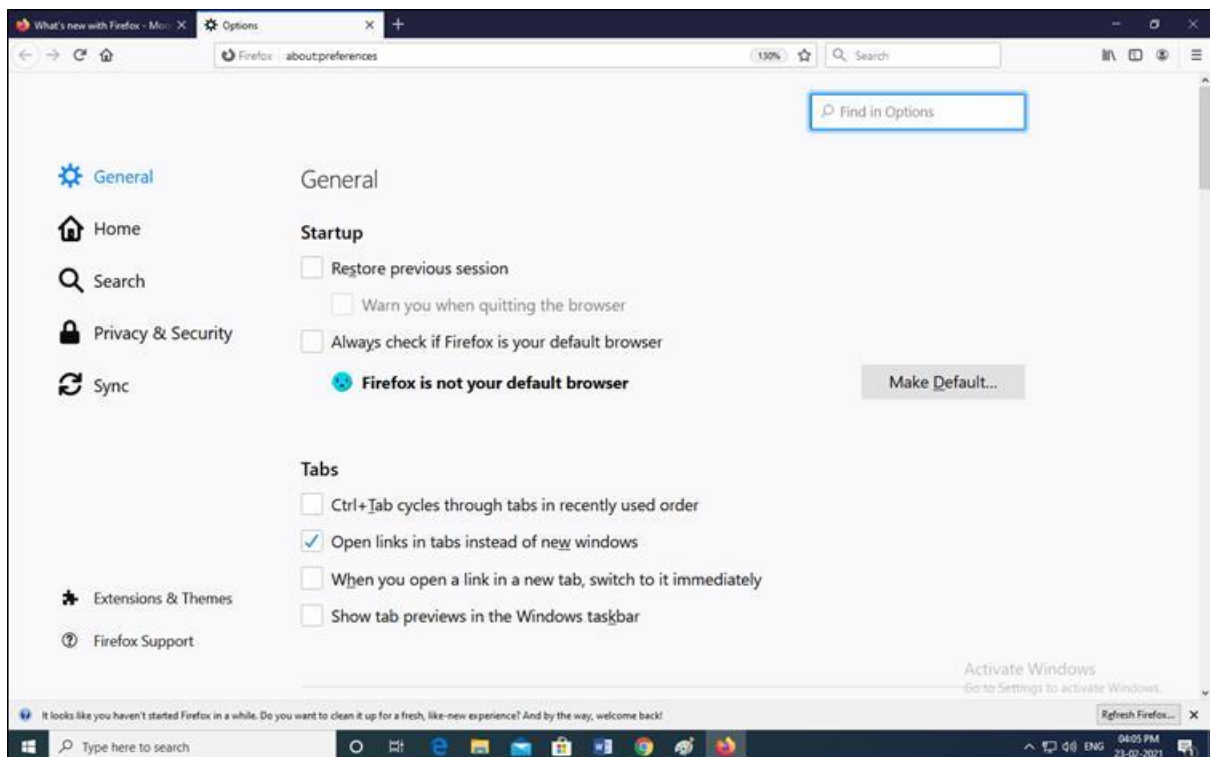 What's new with Firefox - Moz
Options
Firefox about:preferences 130% Search
Find in Options
General
Home
Search
Privacy & Security
Sync
Extensions & Themes
Firefox Support
General
Startup
Restore previous session
Warn you when quitting the browser
Always check if Firefox is your default browser
Firefox is not your default browser Make Default...
Tabs
Ctrl+Tab cycles through tabs in recently used order
Open links in tabs instead of new windows
When you open a link in a new tab, switch to it immediately
Show tab previews in the Windows taskbar
Activate Windows
Go to Settings to activate Windows.
It looks like you haven't started Firefox in a while. Do you want to clean it up for a fresh, like-new experience? And by the way, welcome back! Refresh Firefox...
Type here to search
ENG
04:05 PM
23-02-2021